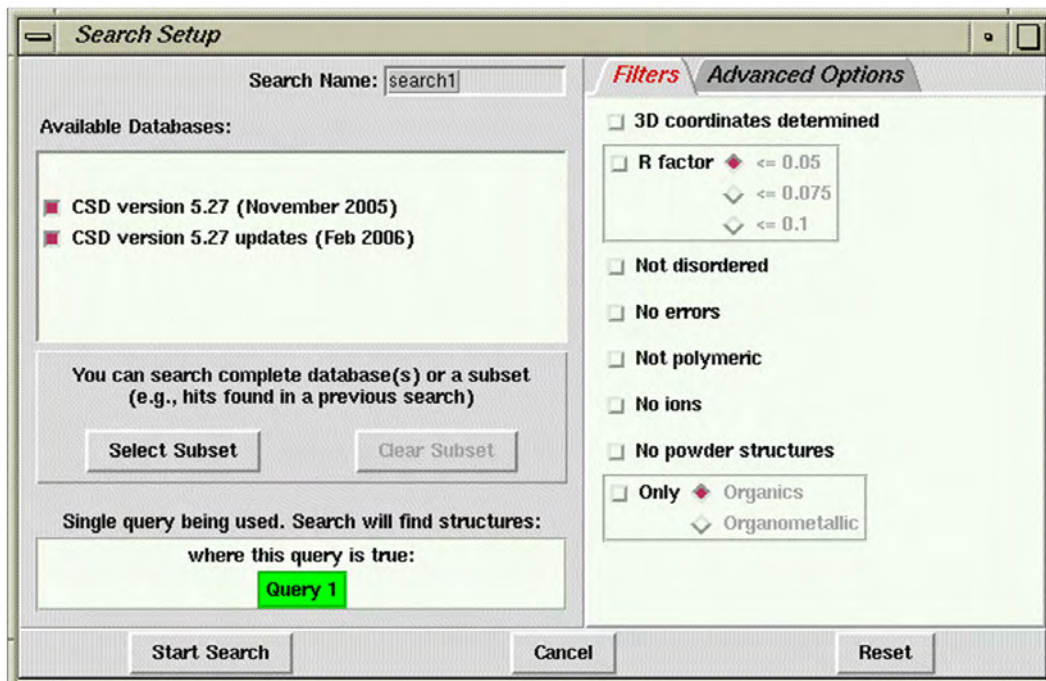 Search Setup
Search Name: search1
Available Databases:
CSD version 5.27 (November 2005)
CSD version 5.27 updates (Feb 2006)
You can search complete database(s) or a subset
(e.g., hits found in a previous search)
Select Subset
Clear Subset
Single query being used. Search will find structures:
where this query is true:
Query 1
Filters
Advanced Options
3D coordinates determined
R factor <= 0.05
<= 0.075
<= 0.1
Not disordered
No errors
Not polymeric
No ions
No powder structures
Only Organics
Organometallic
Start Search
Cancel
Reset